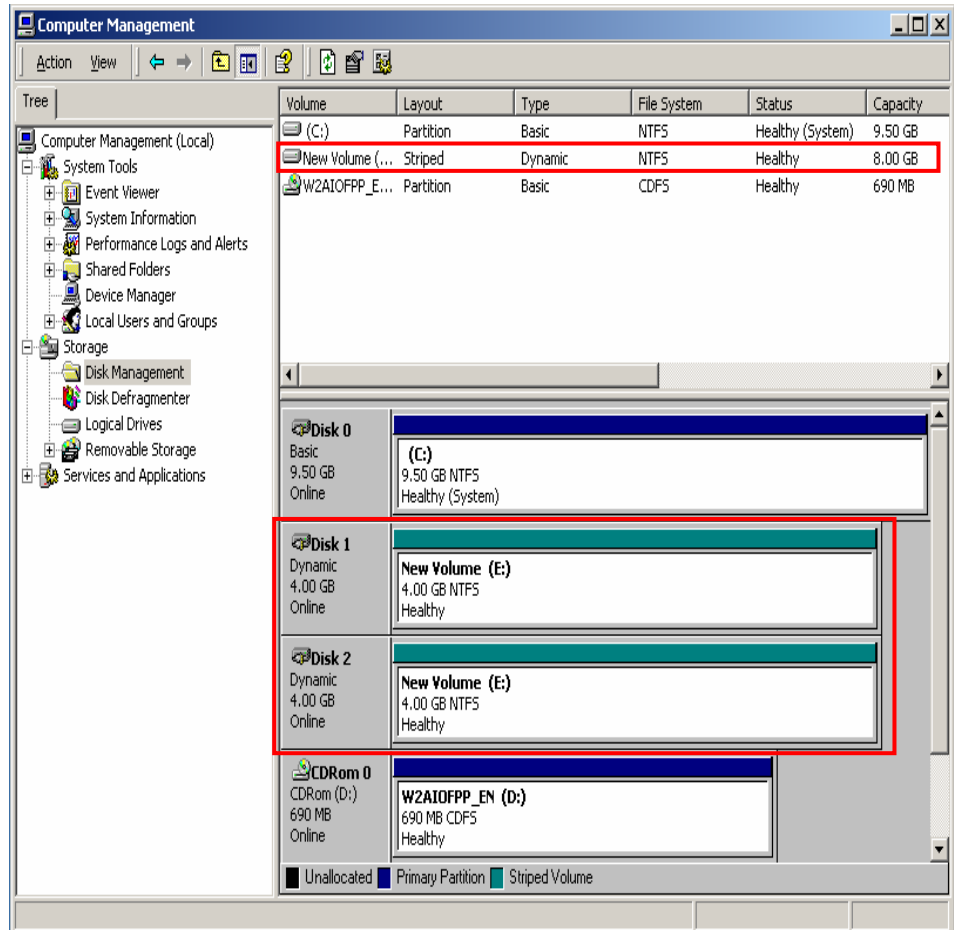 Computer Management
Action View
Tree
Volume Layout Type File System Status Capacity
(C:) Partition Basic NTFS Healthy (System) 9.50 GB
New Volume (... Striped Dynamic NTFS Healthy 8.00 GB
W2AIOFPP_E... Partition Basic CDFS Healthy 690 MB
Computer Management (Local)
System Tools
Event Viewer
System Information
Performance Logs and Alerts
Shared Folders
Device Manager
Local Users and Groups
Storage
Disk Management
Disk Defragmenter
Logical Drives
Removable Storage
Services and Applications
Disk 0
Basic
9.50 GB
Online
(C:)
9.50 GB NTFS
Healthy (System)
Disk 1
Dynamic
4.00 GB
Online
New Volume (E:)
4.00 GB NTFS
Healthy
Disk 2
Dynamic
4.00 GB
Online
New Volume (E:)
4.00 GB NTFS
Healthy
CDRom 0
CDRom (D:)
690 MB
Online
W2AIOFPP_EN (D:)
690 MB CDFS
Healthy
Unallocated Primary Partition Striped Volume